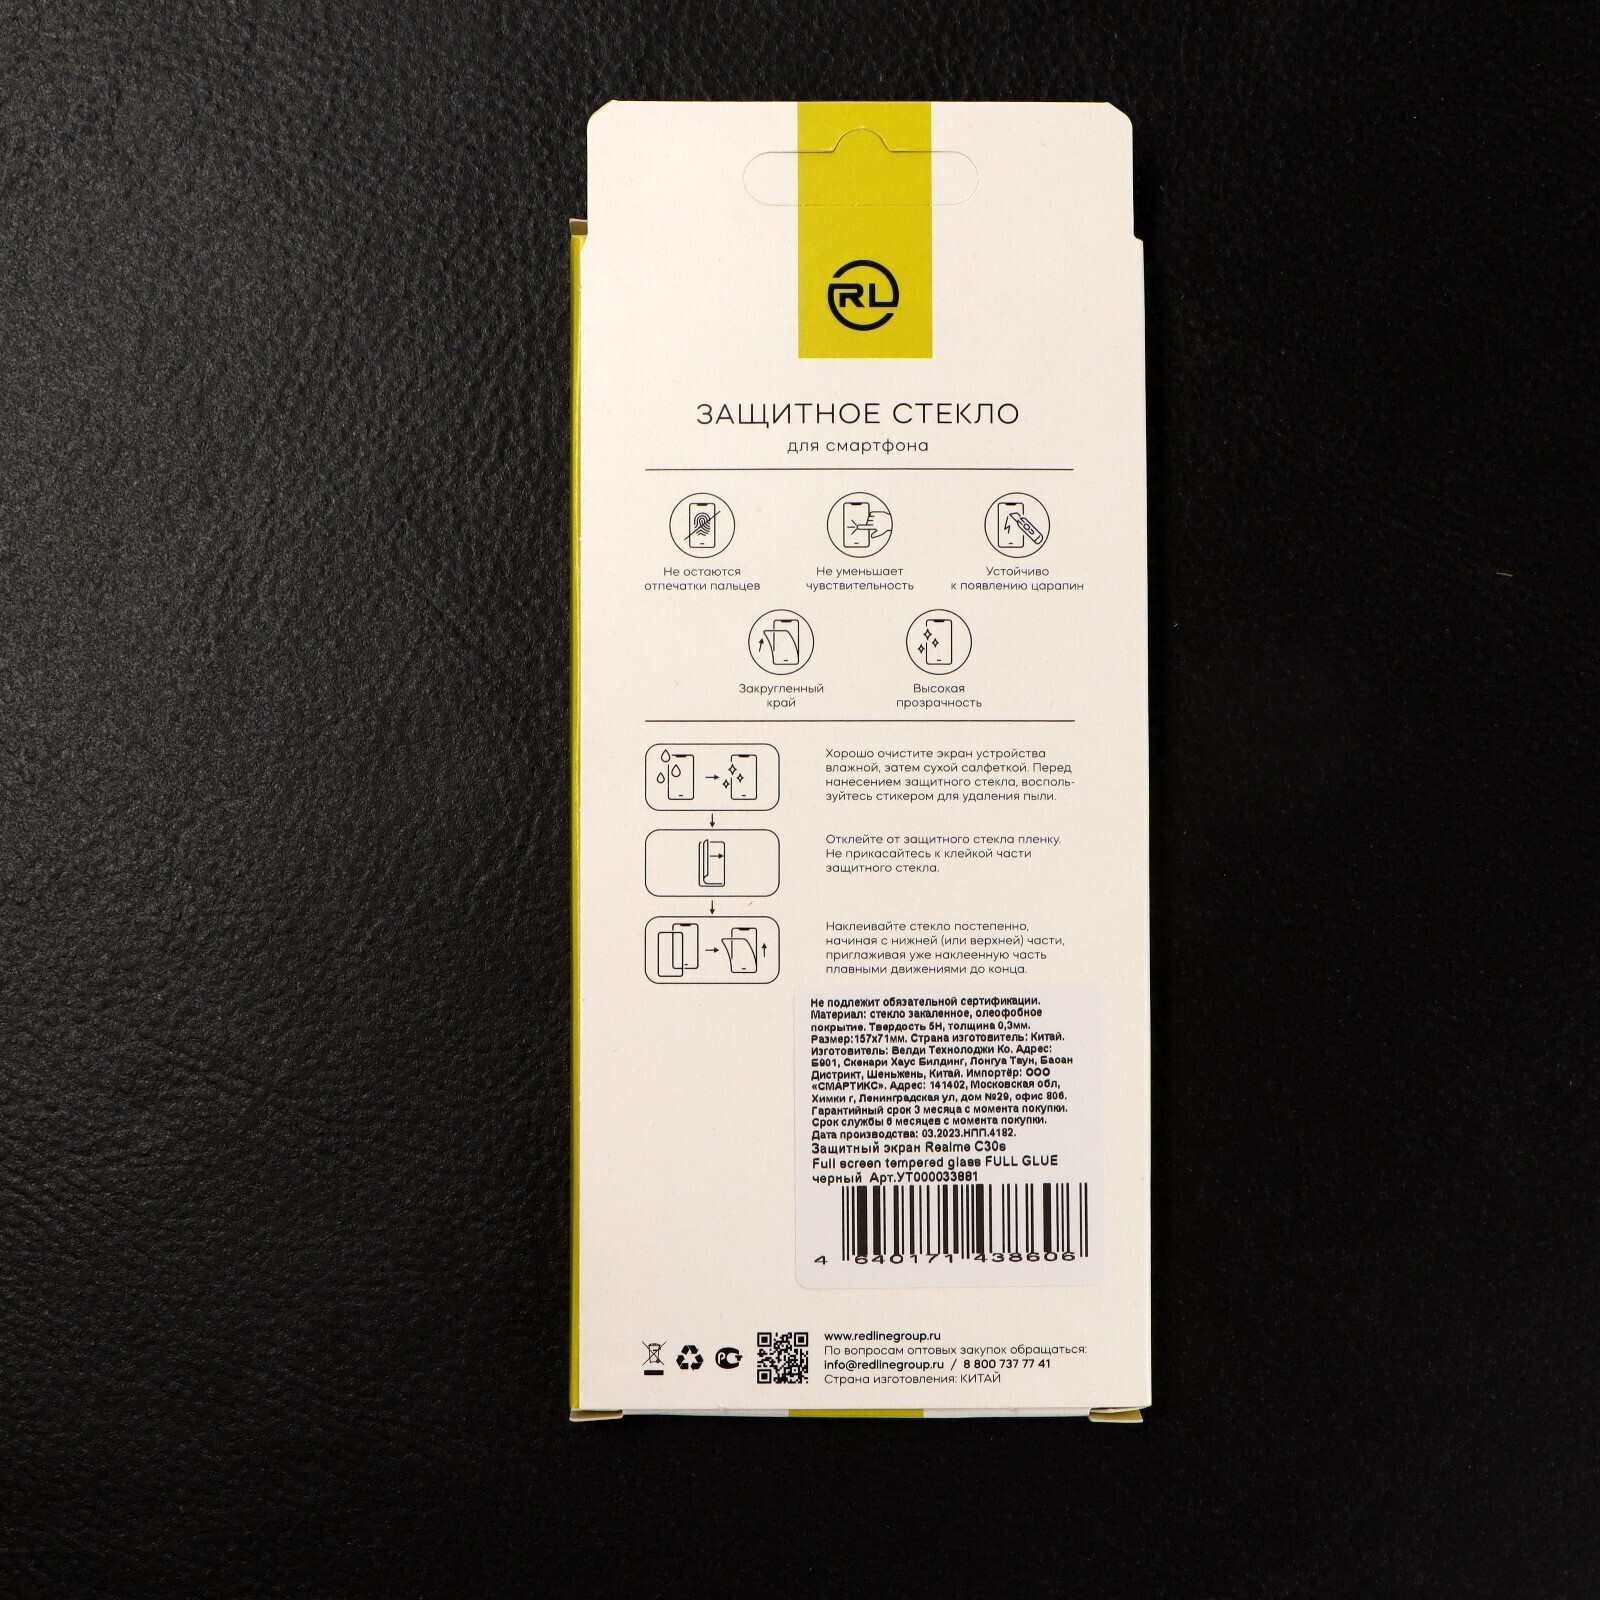 RL
ЗАЩИТНОЕ СТЕКЛО
для смартфона
Не остаются
отпечатки пальцев
Не уменьшает
чувствительность
Устойчиво
к появлению царапин
Закругленный
край
Высокая
прозрачность
Хорошо очистите экран устройства
влажной, затем сухой салфеткой. Перед
нанесением защитного стекла, восполь-
зуйтесь стикером для удаления пыли.
Отклейте от защитного стекла пленку.
Не прикасайтесь к клейкой части
защитного стекла.
Наклеивайте стекло постепенно,
начиная с нижней (или верхней) части,
приглаживая уже наклеенную часть
плавными движениями до конца.
Не подлежит обязательной сертификации.
Материал: стекло закаленное, олеофобное
покрытие. Твердость 5H, толщина 0,3мм.
Размер:157x71мм. Страна изготовитель: Китай.
Изготовитель: Велди Технолоджи Ко. Адрес:
Б901, Скенари Хаус Билдинг, Лонгуа Таун, Баоан
Дистрикт, Шеньжень, Китай. Импортёр: ООО
«СМАРТИКС». Адрес: 141402, Московская обл,
Химки г, Ленинградская ул, дом №29, офис 806.
Гарантийный срок 3 месяца с момента покупки.
Срок службы 6 месяцев с момента покупки.
Дата производства: 03.2023.НПП.4182.
Защитный экран Realme C30s
Full screen tempered glass FULL GLUE
черный Арт.УТ000033881
4 640171 438606
www.redlinegroup.ru
По вопросам оптовых закупок обращаться:
info@redlinegroup.ru / 8 800 737 77 41
Страна изготовления: КИТАЙ